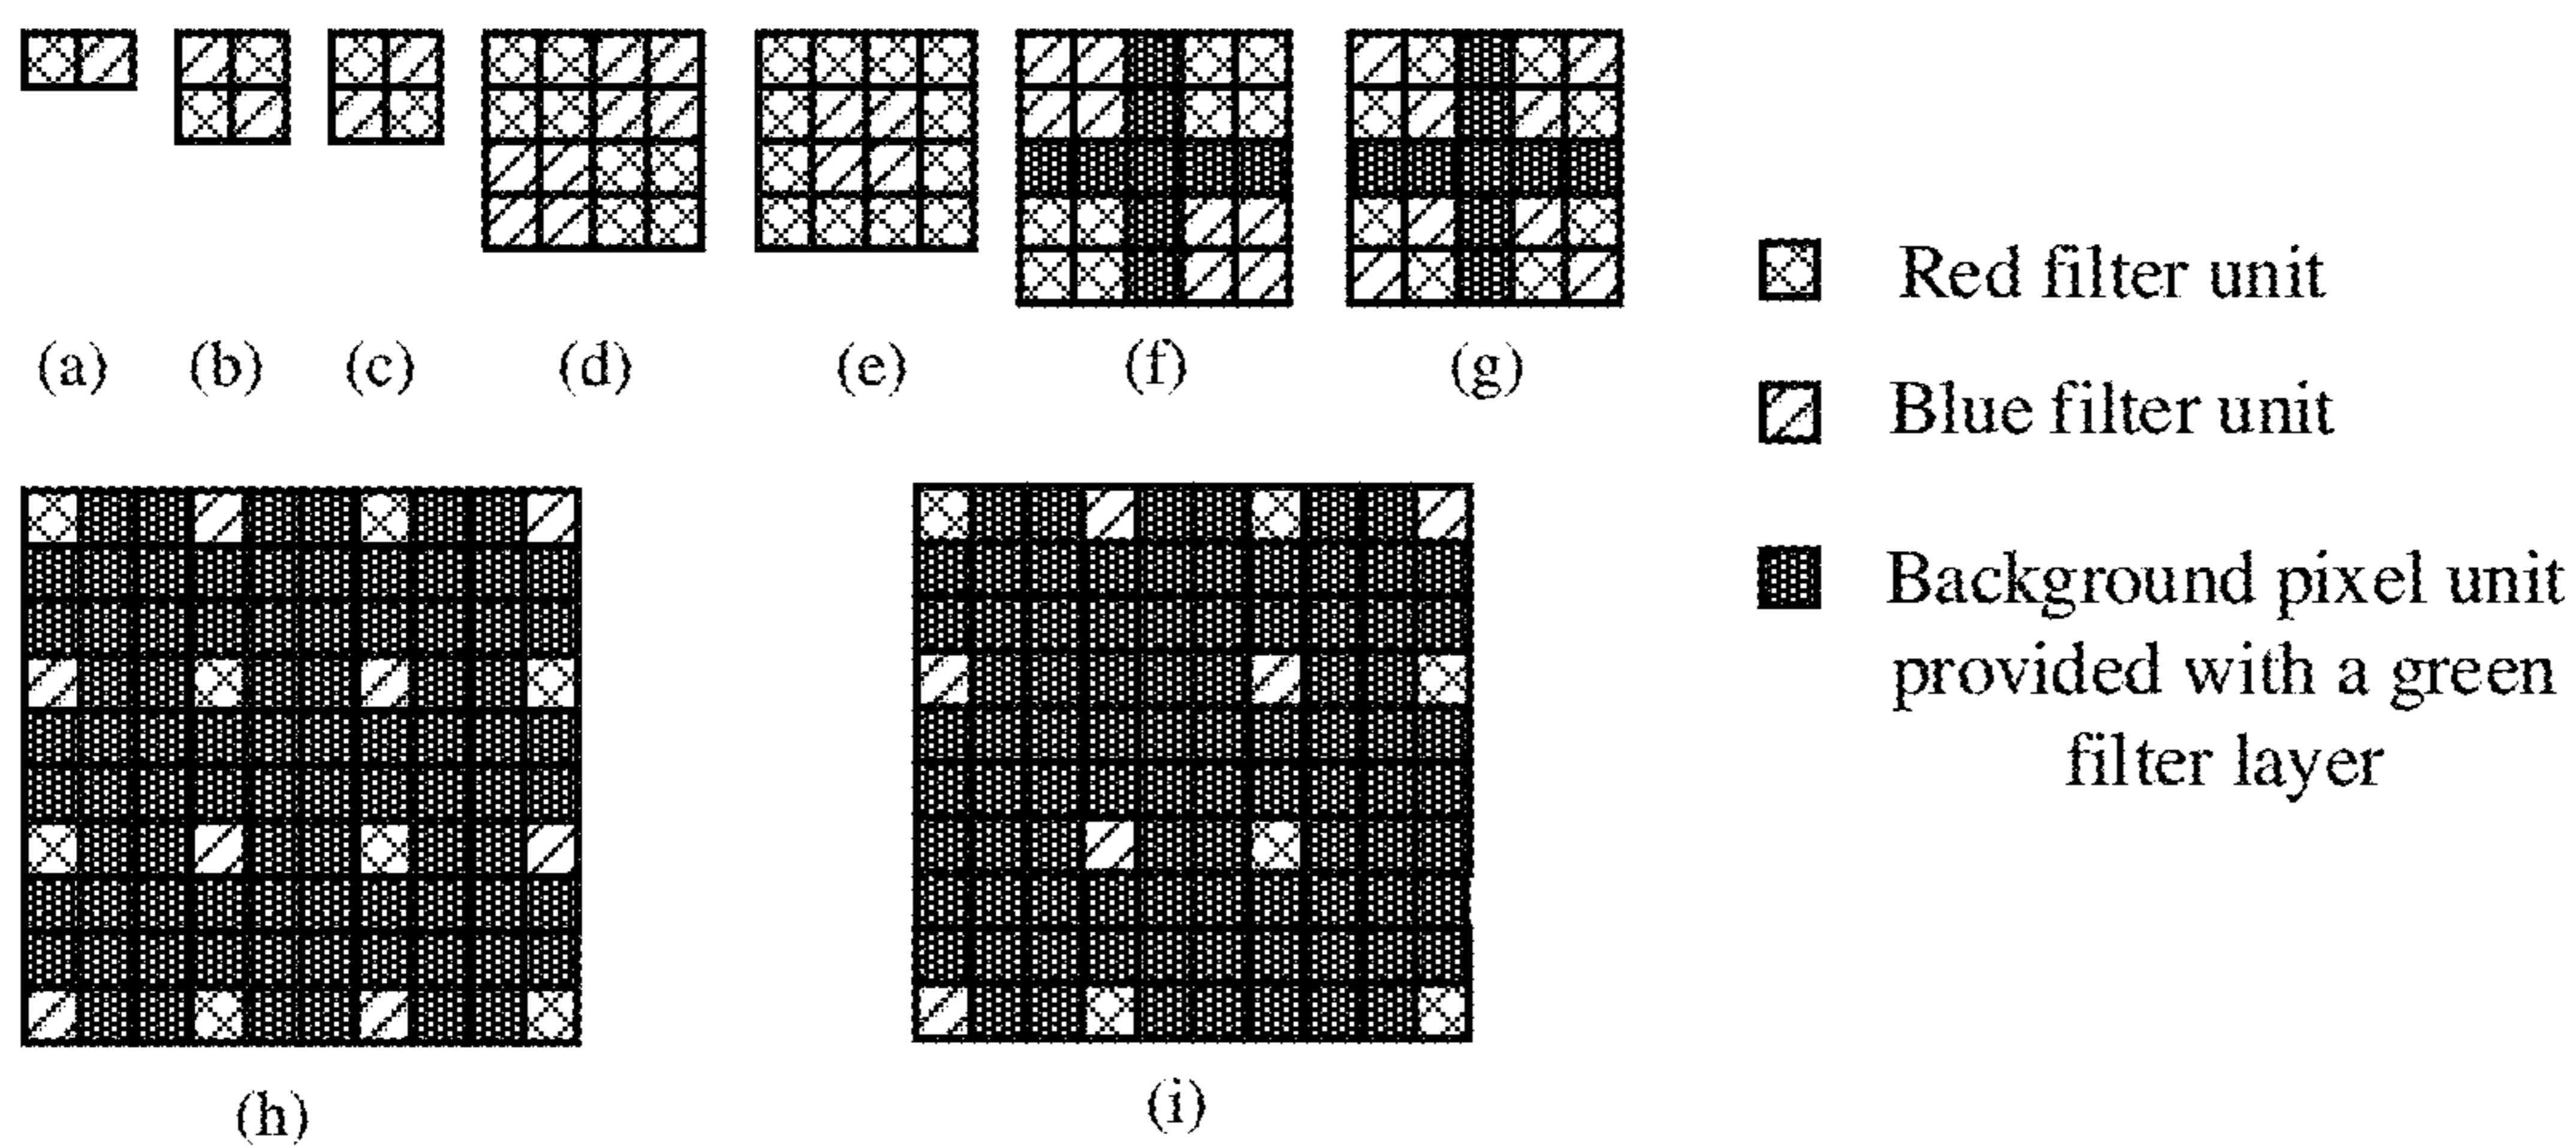 (a) (b) (c) (d) (e) (f) (g)
Red filter unit
Blue filter unit
Background pixel unit
provided with a green
filter layer
(h) (i)